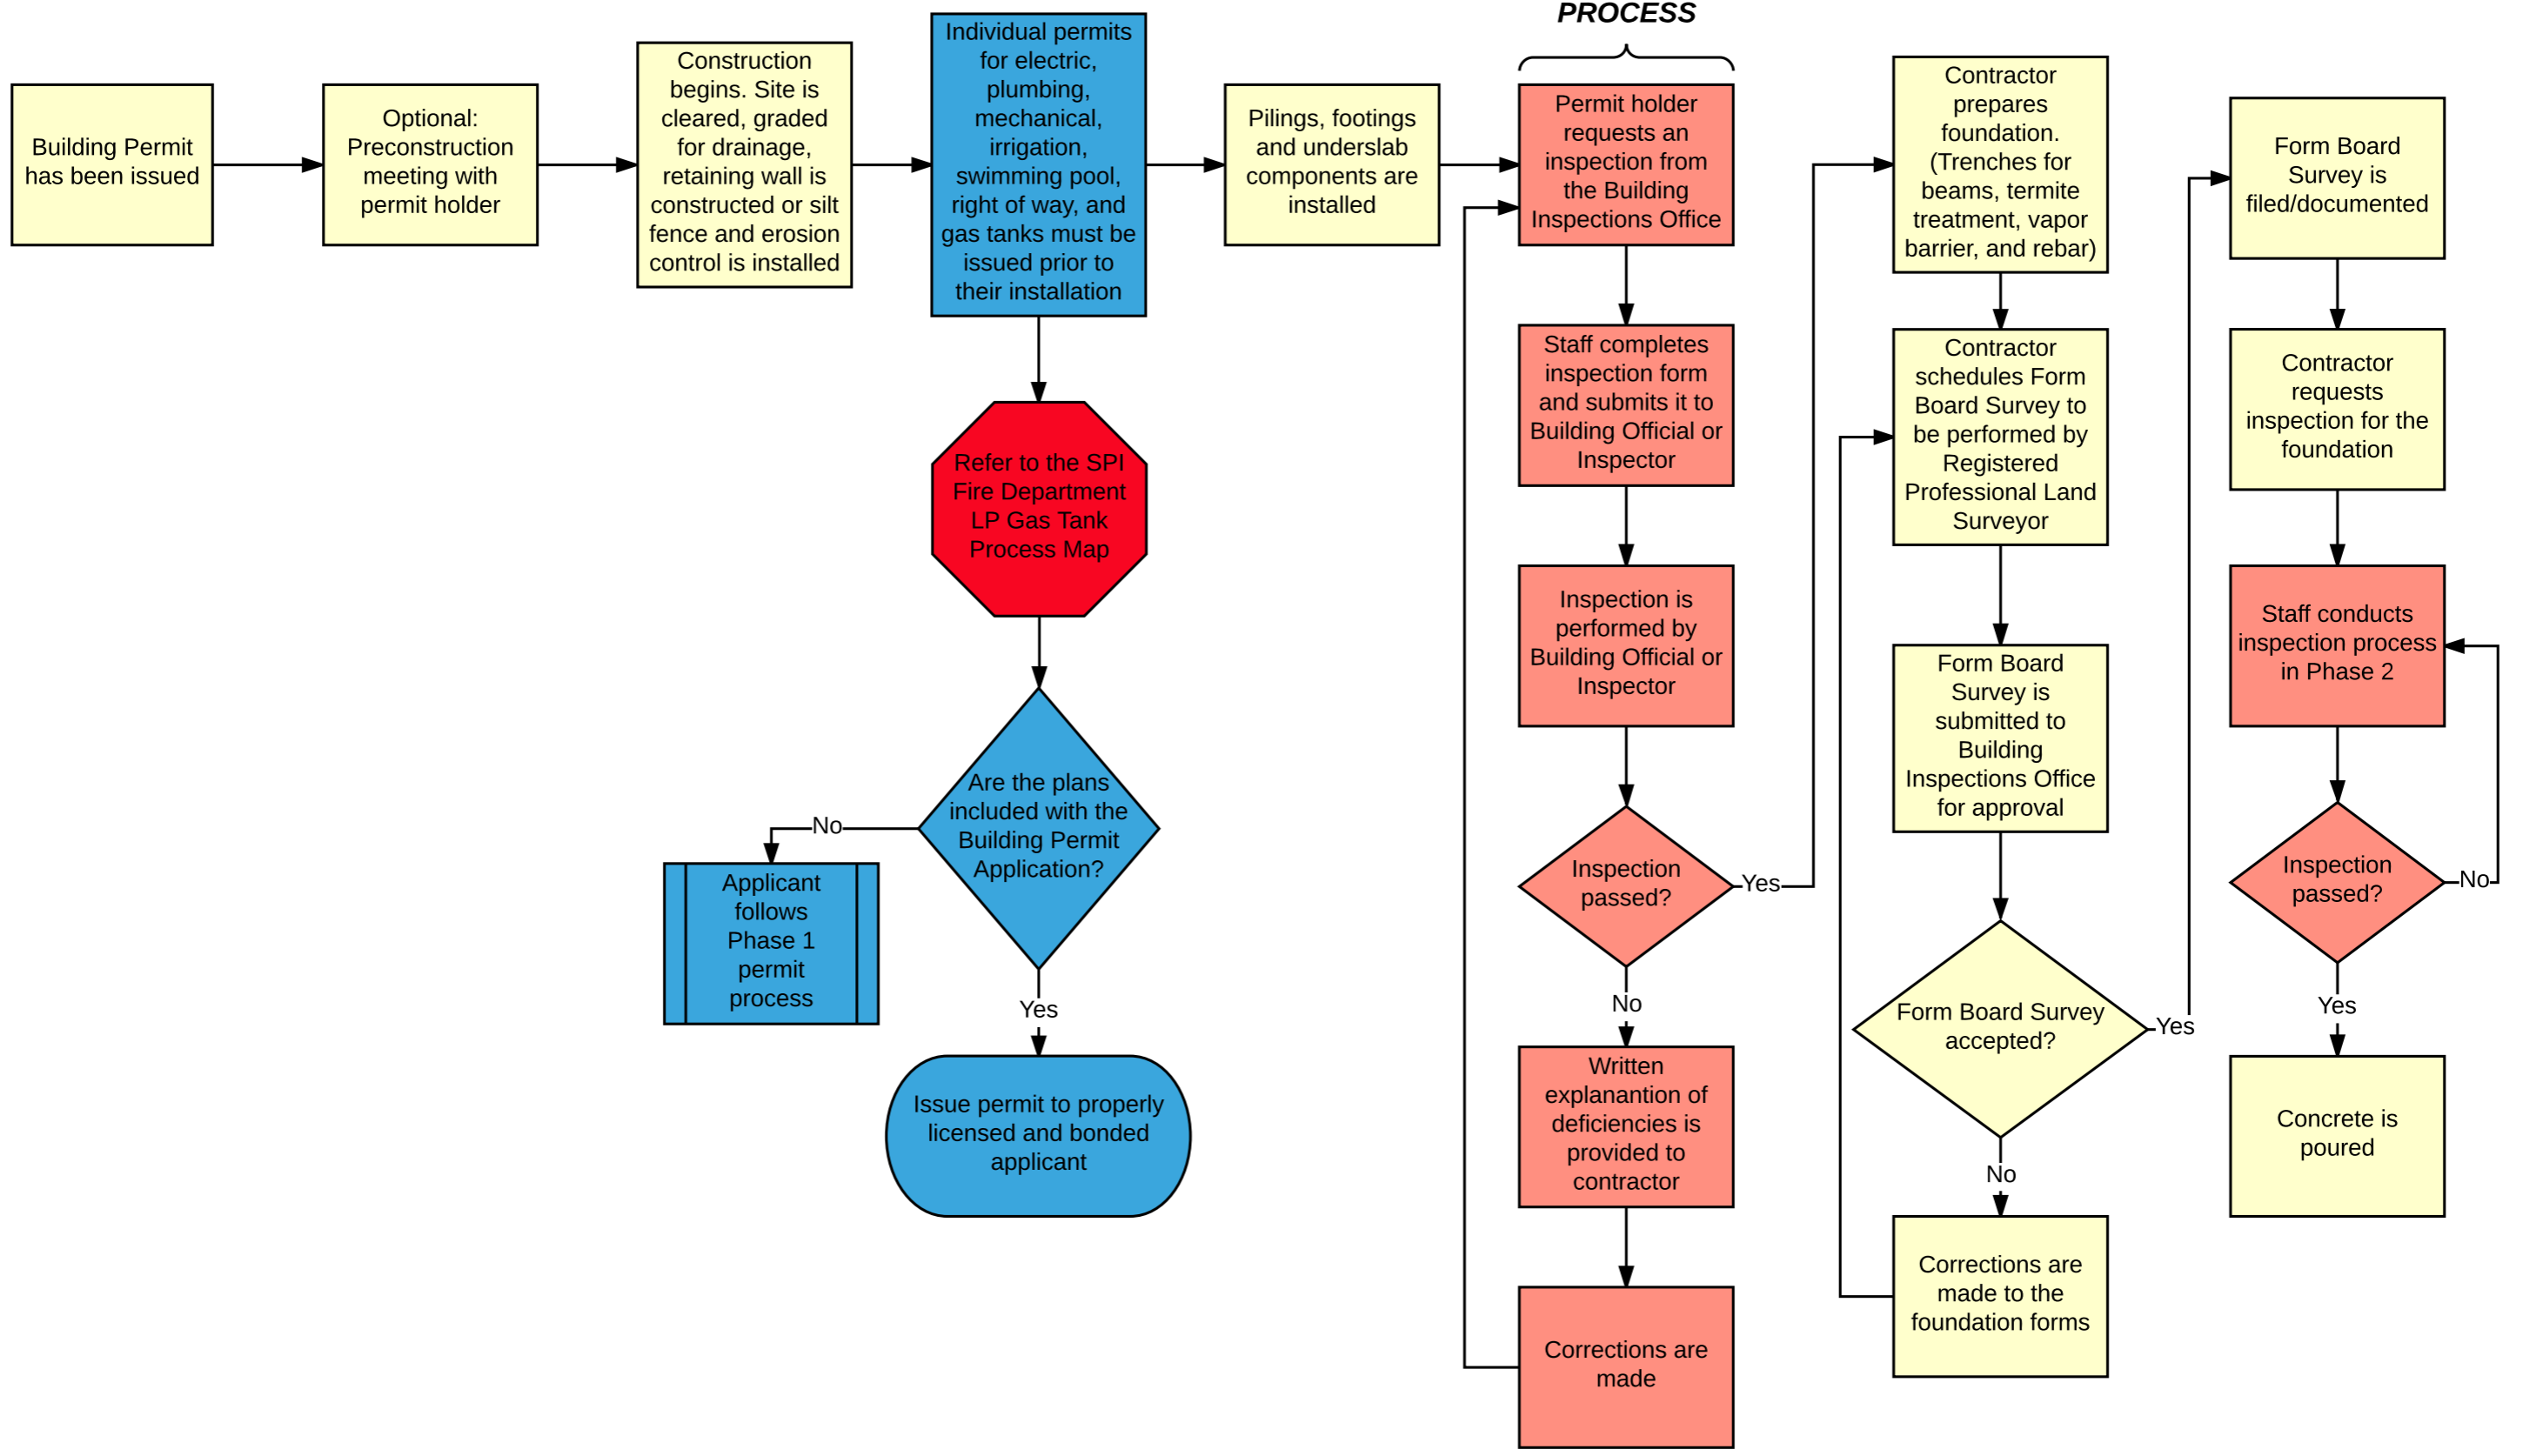 PROCESS
Building Permit
has been issued
Optional:
Preconstruction
meeting with
permit holder
Construction
begins. Site is
cleared, graded
for drainage,
retaining wall is
constructed or silt
fence and erosion
control is installed
Individual permits
for electric,
plumbing,
mechanical,
irrigation,
swimming pool,
right of way, and
gas tanks must be
issued prior to
their installation
Refer to the SPI
Fire Department
LP Gas Tank
Process Map
Are the plans
included with the
Building Permit
Application?
No
Applicant
follows
Phase 1
permit
process
Yes
Issue permit to properly
licensed and bonded
applicant
Pilings, footings
and underslab
components are
installed
Permit holder
requests an
inspection from
the Building
Inspections Office
Staff completes
inspection form
and submits it to
Building Official or
Inspector
Inspection is
performed by
Building Official or
Inspector
Inspection
passed?
Yes
No
Written
explanantion of
deficiencies is
provided to
contractor
Corrections are
made
Contractor
prepares
foundation.
(Trenches for
beams, termite
treatment, vapor
barrier, and rebar)
Contractor
schedules Form
Board Survey to
be performed by
Registered
Professional Land
Surveyor
Form Board
Survey is
submitted to
Building
Inspections Office
for approval
Form Board Survey
accepted?
Yes
No
Corrections are
made to the
foundation forms
Form Board
Survey is
filed/documented
Contractor
requests
inspection for the
foundation
Staff conducts
inspection process
in Phase 2
Inspection
passed?
No
Yes
Concrete is
poured